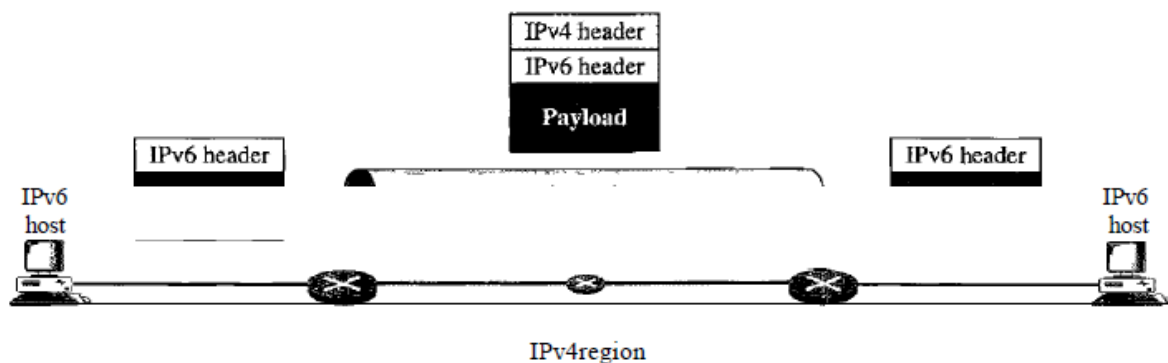 IPv4 header
IPv6 header
Payload
IPv6 header
IPv6 header
IPv6
host
IPv6
host
IPv4region